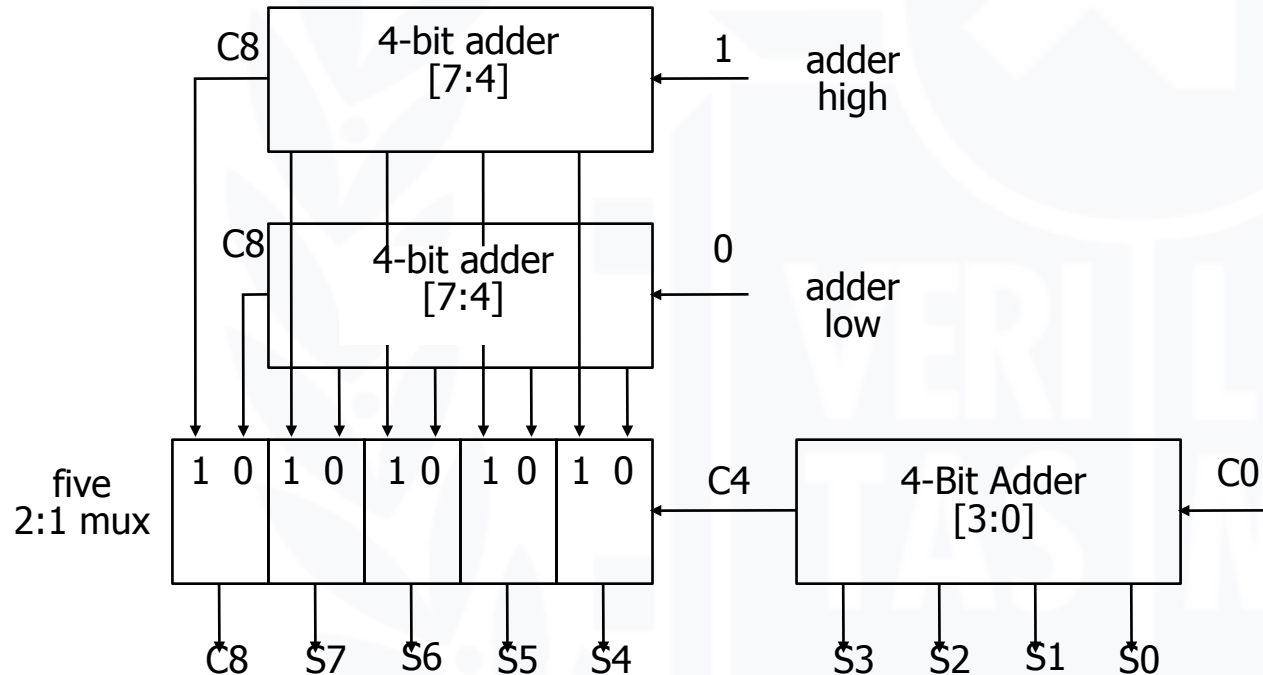 C8
4-bit adder
[7:4]
1
adder
high
C8
4-bit adder
[7:4]
0
adder
low
five
2:1 mux
1 0 1 0 1 0 1 0 1 0
C4
4-Bit Adder
[3:0]
C0
C8 S7 S6 S5 S4 S3 S2 S1 S0
VERI
TAS